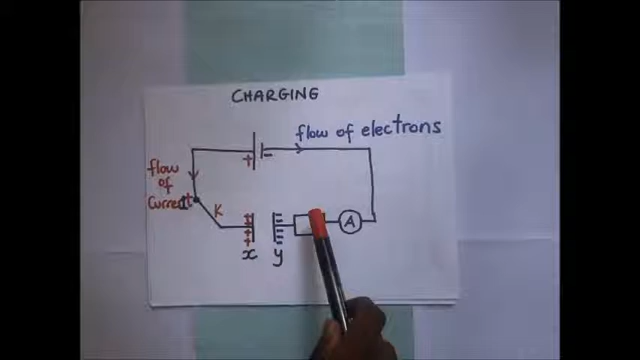 CHARGING
flow of electrons
+ -
flow
of
Current
K
A
+
+
+
x y